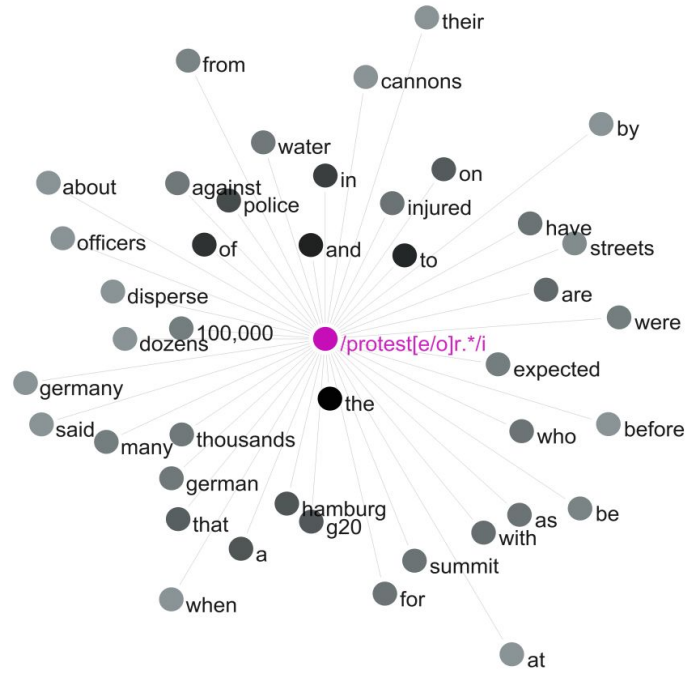 their
from
cannons
by
water
in
on
about
against
police
injured
have
officers
of
and
to
streets
disperse
are
100,000
were
dozens
/protest[e/o]r.*/i
expected
germany
the
said
many
thousands
who
before
german
hamburg
as
be
that
g20
with
a
summit
when
for
at